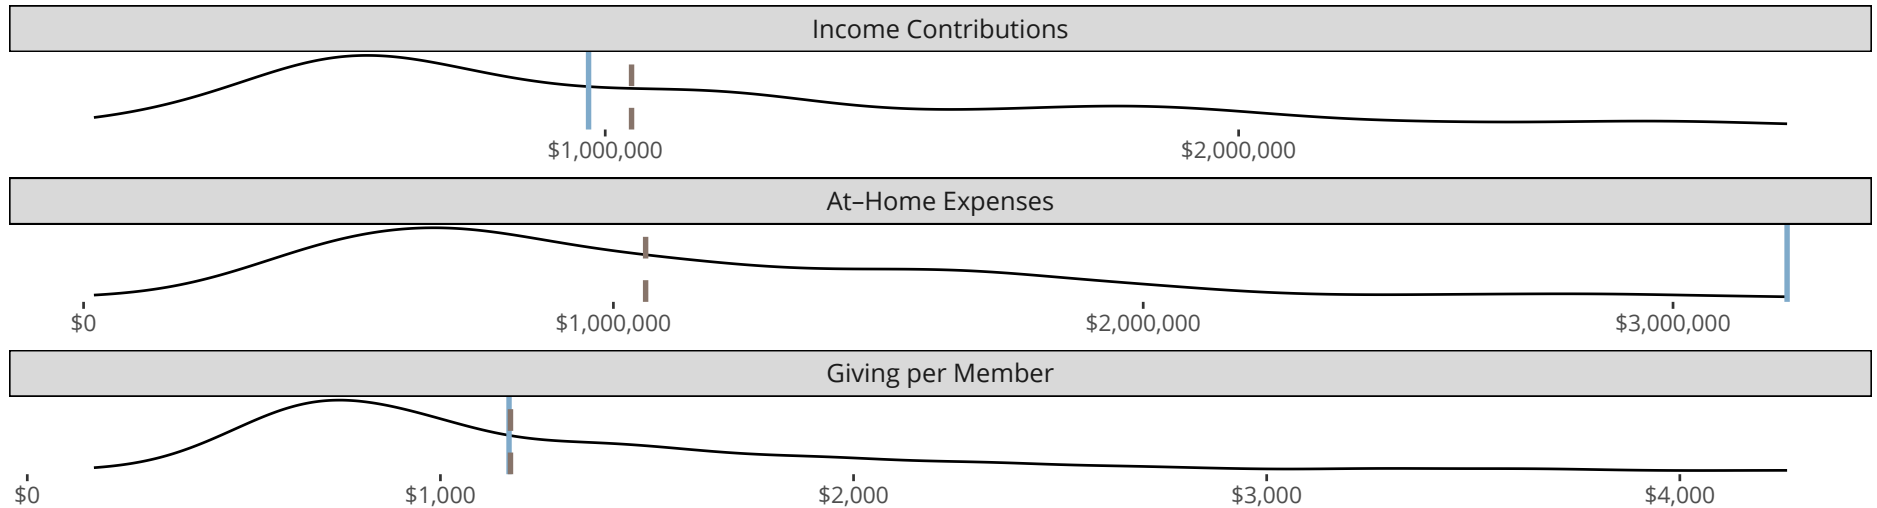 Income Contributions
$1,000,000 $2,000,000
At–Home Expenses
$0 $1,000,000 $2,000,000 $3,000,000
Giving per Member
$0 $1,000 $2,000 $3,000 $4,000